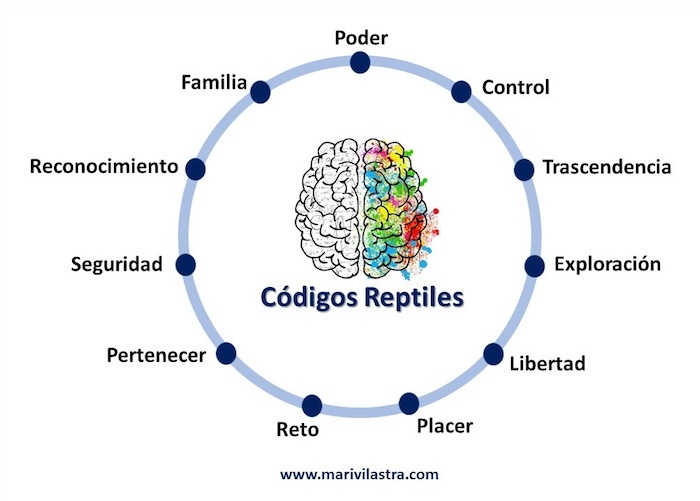 Poder
Control
Trascendencia
Exploración
Libertad
Placer
Reto
Pertenecer
Seguridad
Reconocimiento
Familia
Códigos Reptiles
www.marivilastra.com